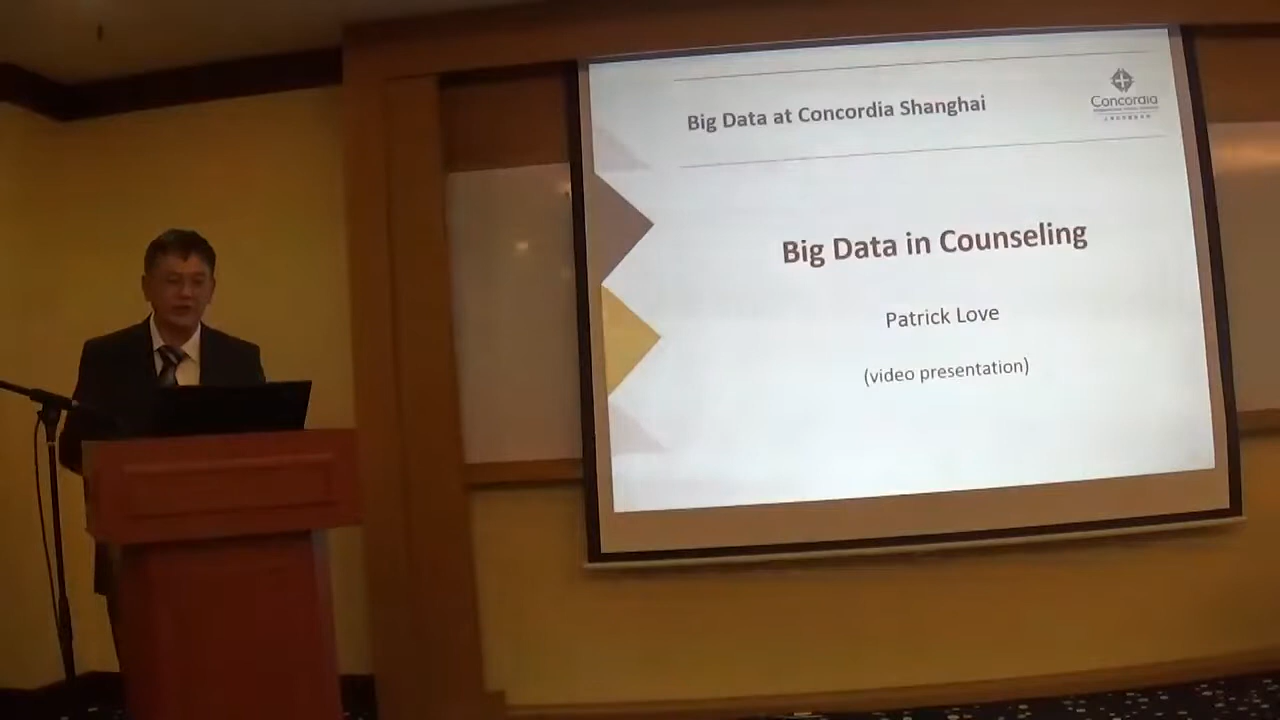 Big Data at Concordia Shanghai
Concordia
Big Data in Counseling
Patrick Love
(video presentation)